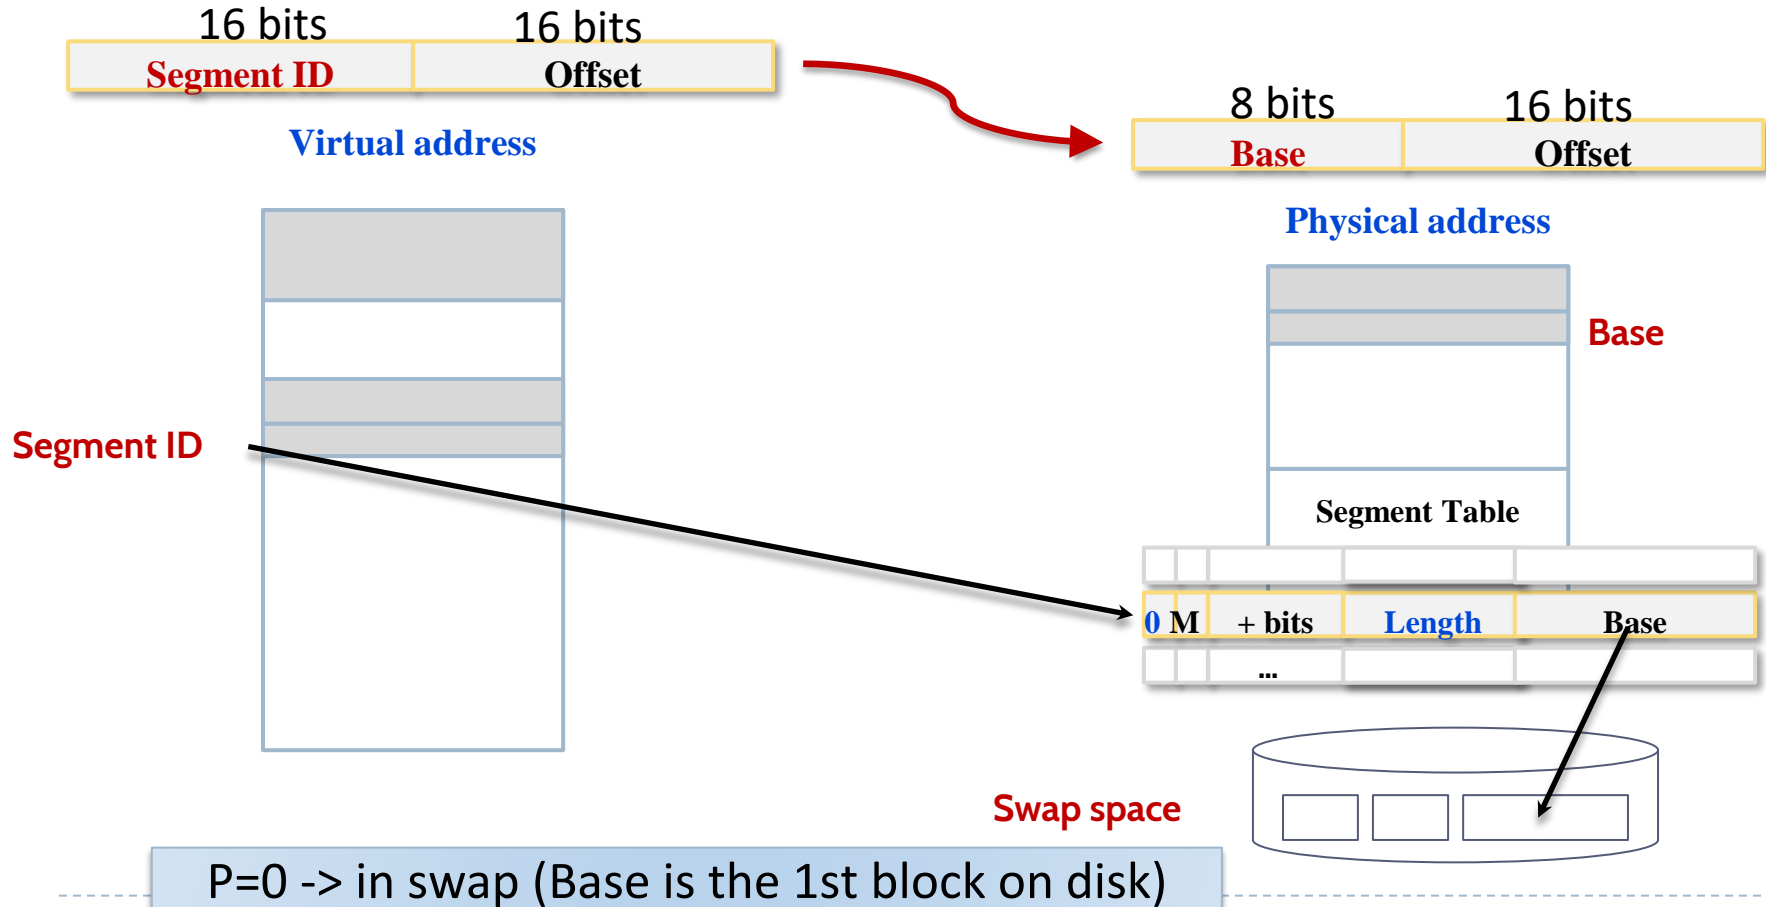 16 bits 16 bits
Segment ID Offset
Virtual address
8 bits 16 bits
Base Offset
Physical address
Base
Segment ID
Segment Table
0 M + bits Length Base
...
Swap space
P=0 -> in swap (Base is the 1st block on disk)